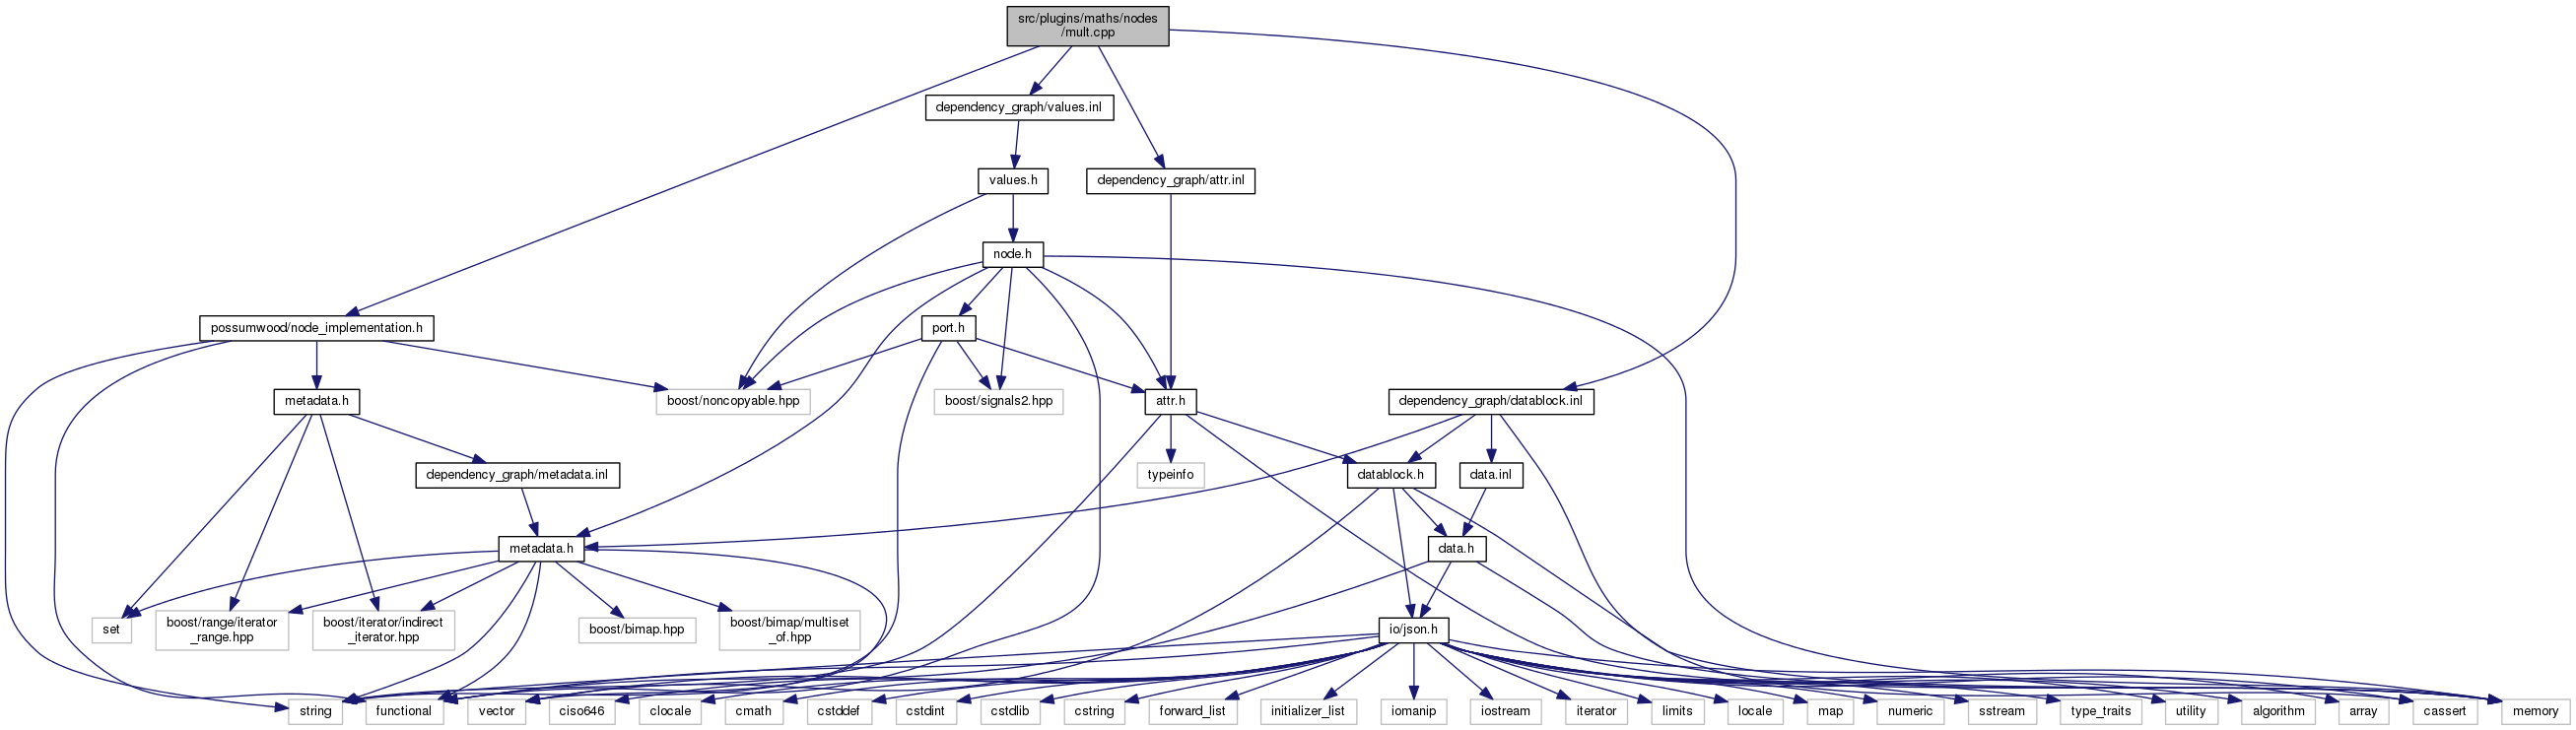 src/plugins/maths/nodes
/mult.cpp
dependency_graph/values.inl
values.h
dependency_graph/attr.inl
node.h
possumwood/node_implementation.h
port.h
metadata.h
boost/noncopyable.hpp
boost/signals2.hpp
attr.h
dependency_graph/datablock.inl
dependency_graph/metadata.inl
typeinfo
datablock.h
data.inl
metadata.h
data.h
set
boost/range/iterator
_range.hpp
boost/iterator/indirect
_iterator.hpp
boost/bimap.hpp
boost/bimap/multiset
_of.hpp
io/json.h
string
functional
vector
ciso646
clocale
cmath
cstddef
cstdint
cstdlib
cstring
forward_list
initializer_list
iomanip
iostream
iterator
limits
locale
map
numeric
sstream
type_traits
utility
algorithm
array
cassert
memory